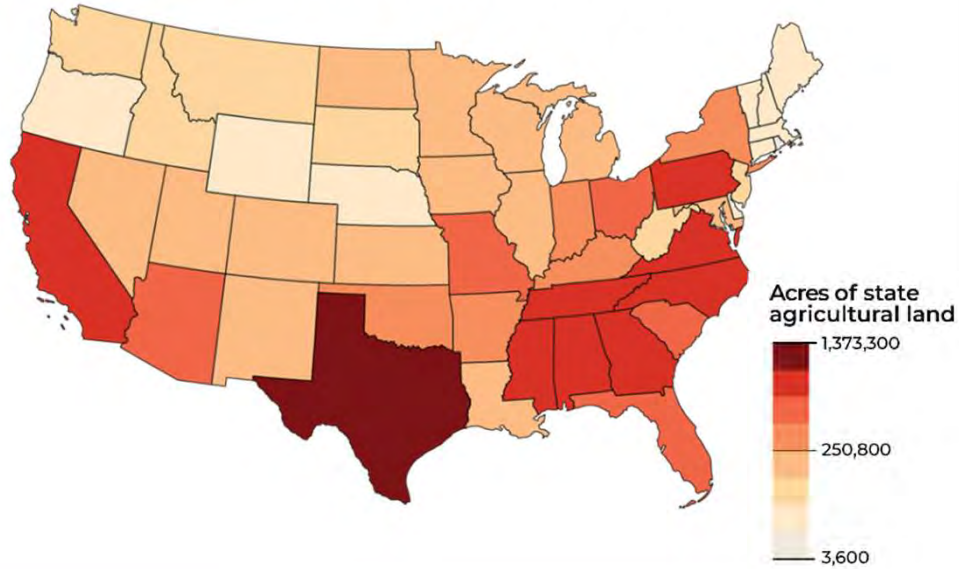 Acres of state
agricultural land
1,373,300
250,800
3,600